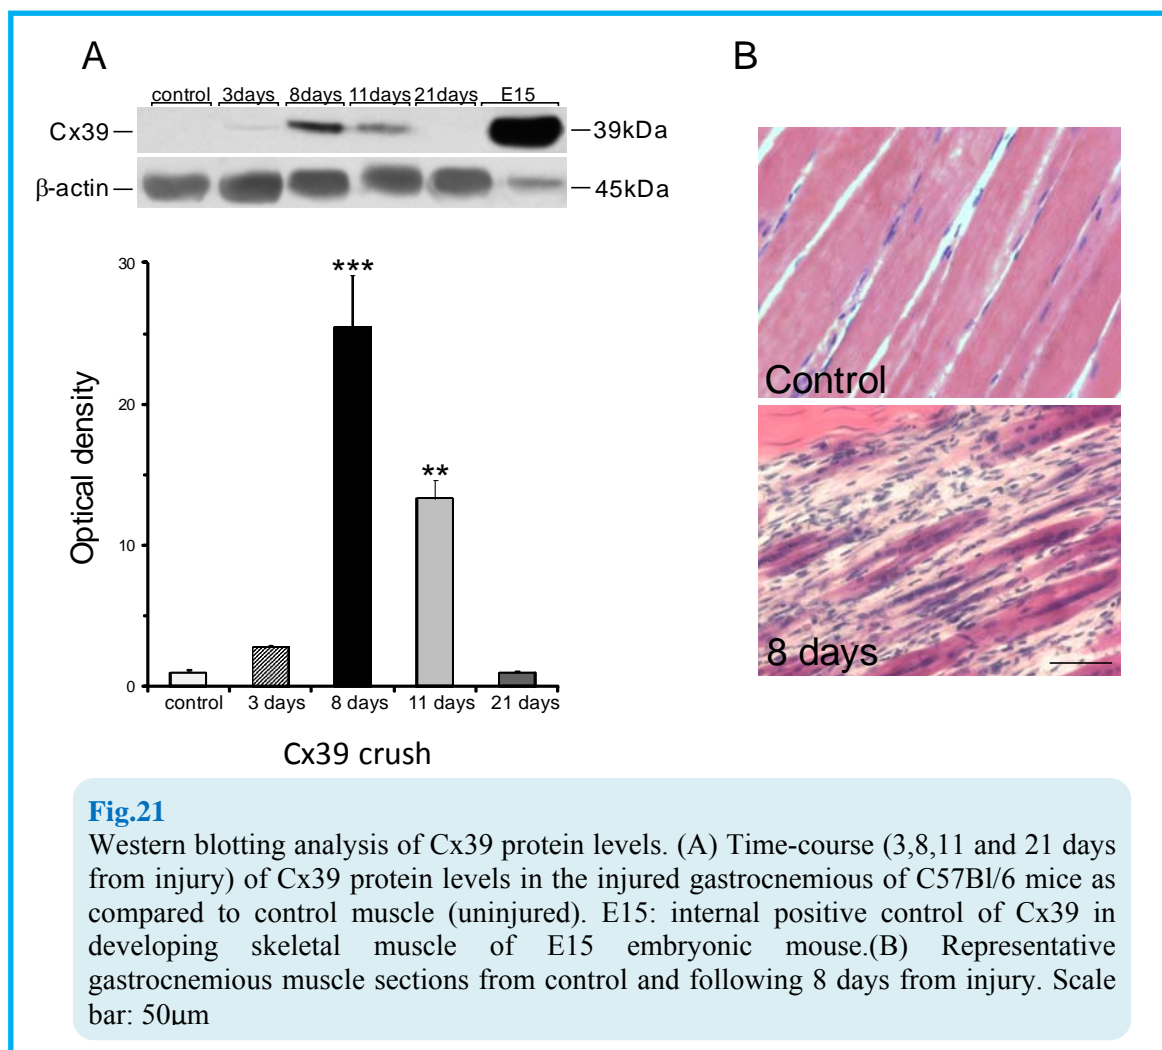 A
control 3days 8days 11days 21days E15
Cx39 39kDa
β-actin 45kDa
30
20
10
0
Optical density
***
**
control 3 days 8 days 11 days 21 days
Cx39 crush
B
Control
8 days
Fig.21
Western blotting analysis of Cx39 protein levels. (A) Time-course (3,8,11 and 21 days
from injury) of Cx39 protein levels in the injured gastrocnemious of C57Bl/6 mice as
compared to control muscle (uninjured). E15: internal positive control of Cx39 in
developing skeletal muscle of E15 embryonic mouse.(B) Representative
gastrocnemious muscle sections from control and following 8 days from injury. Scale
bar: 50μm